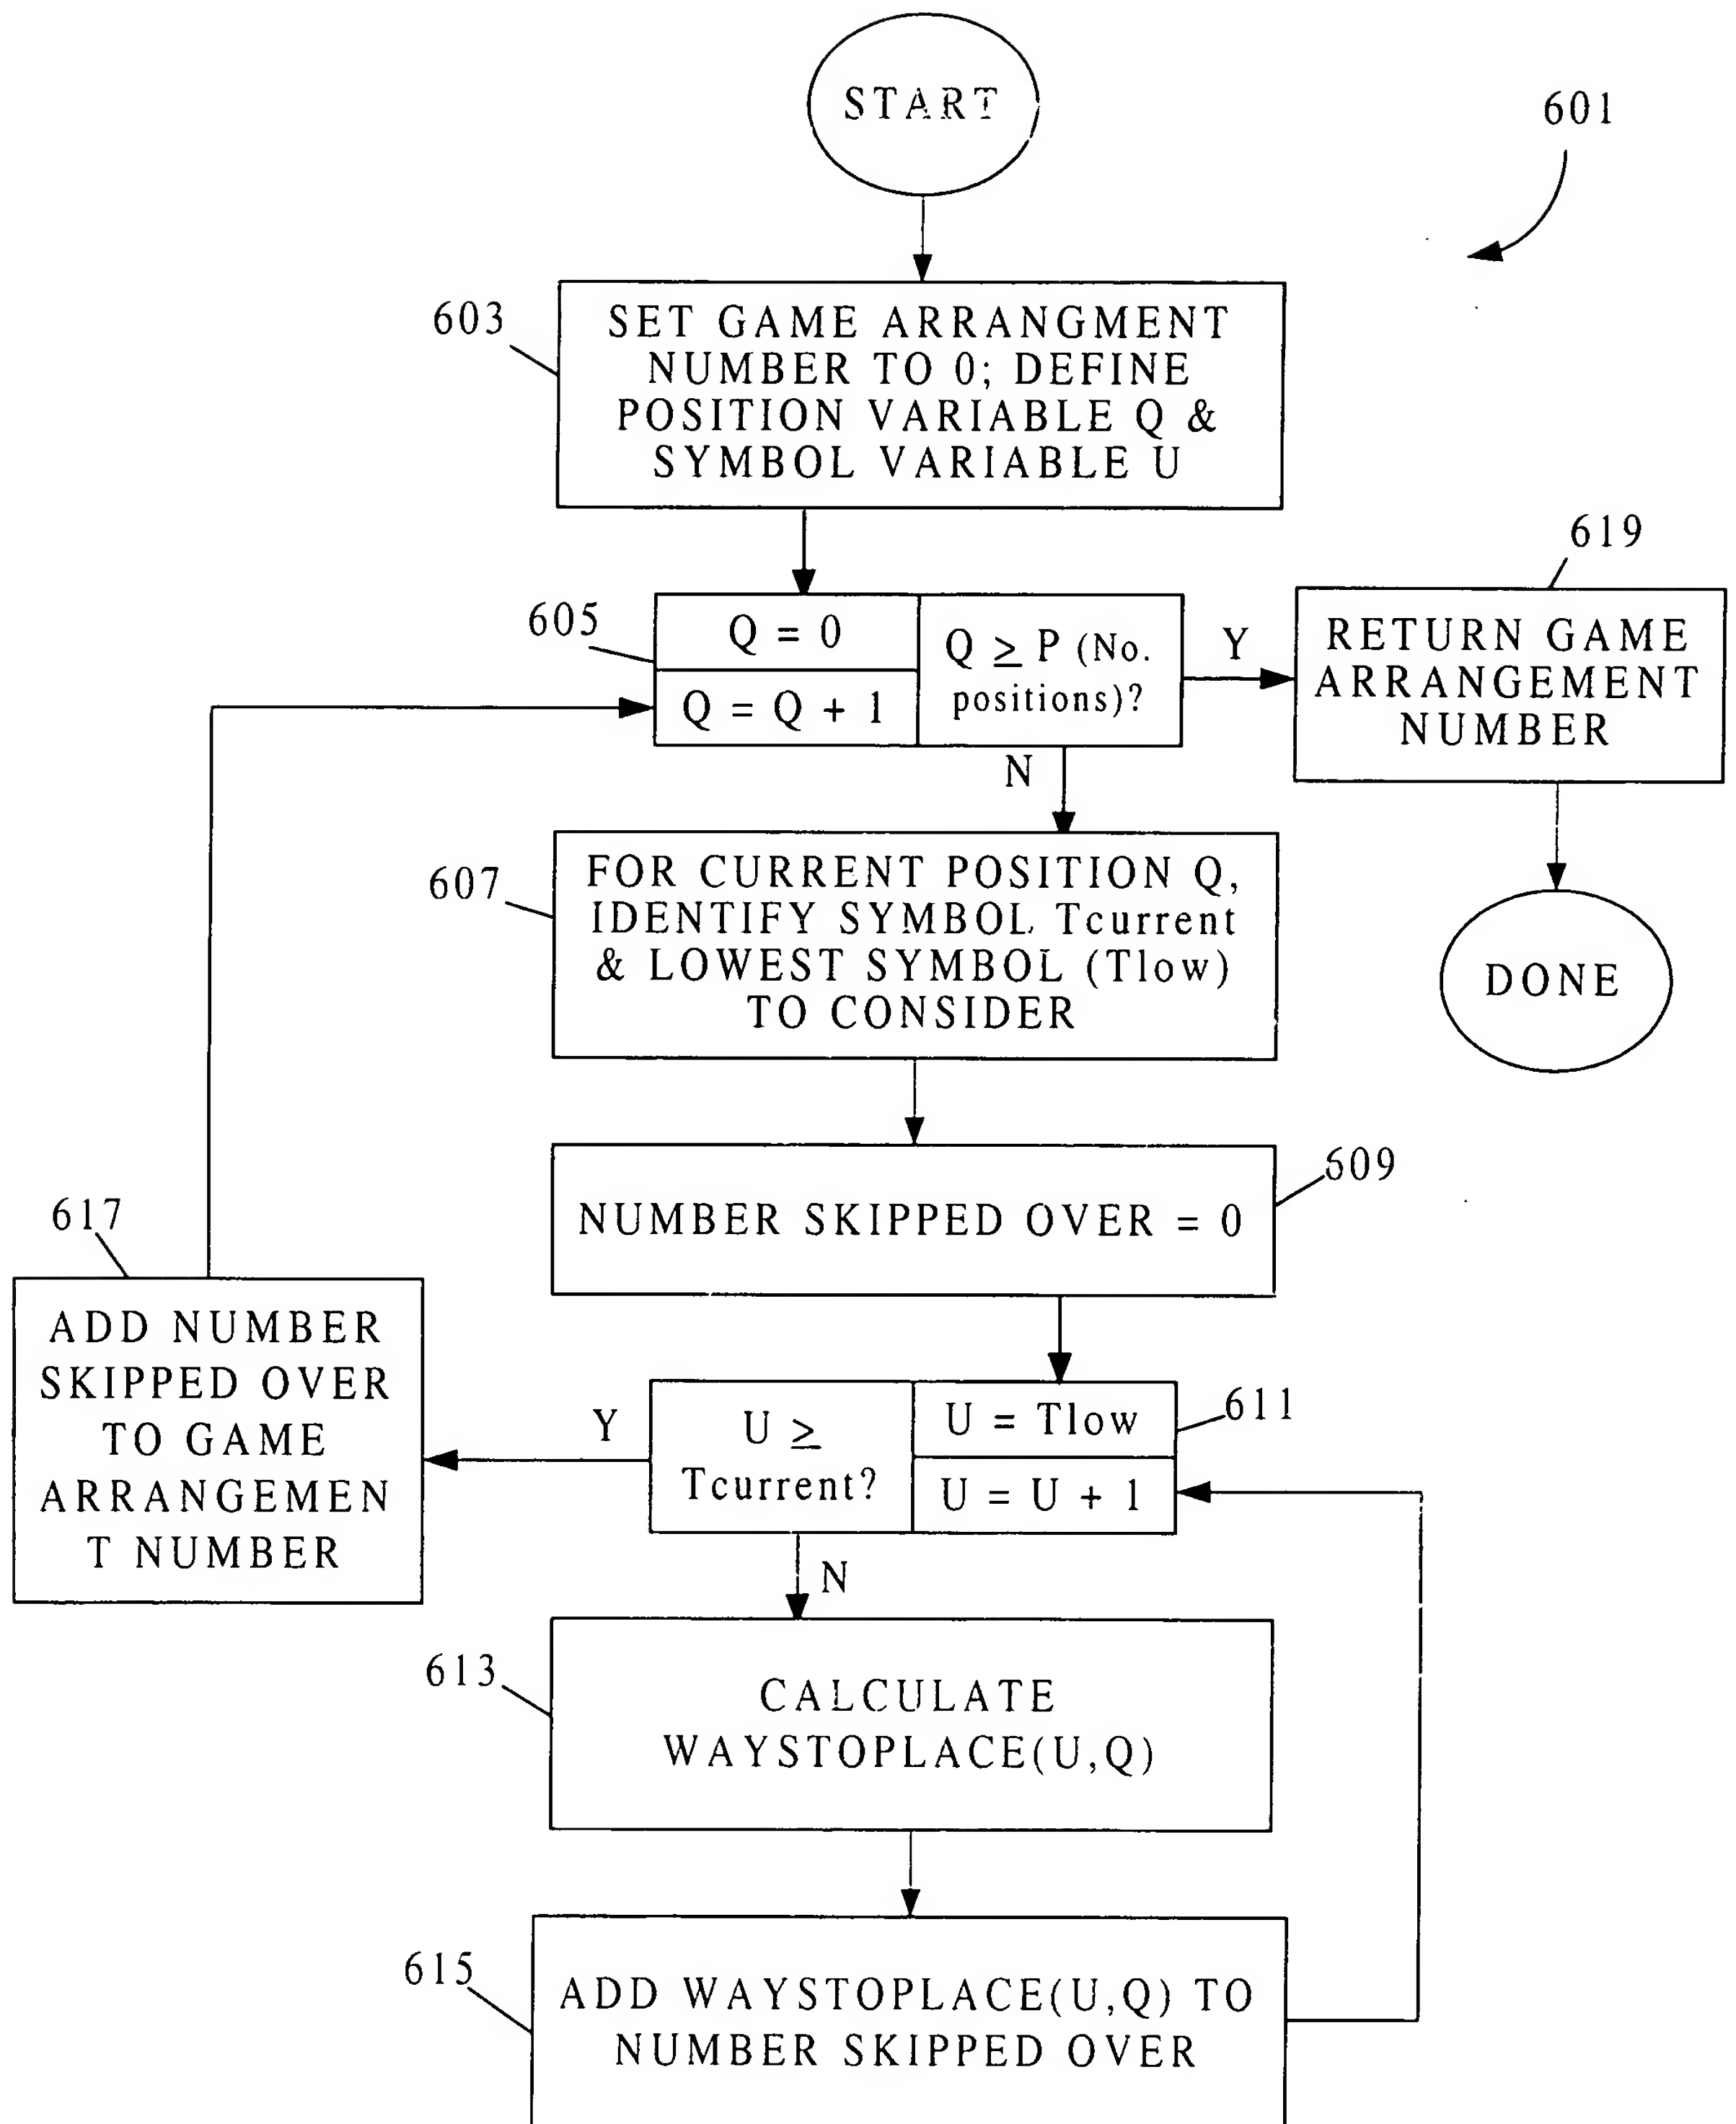 START
601
603
SET GAME ARRANGMENT
NUMBER TO 0; DEFINE
POSITION VARIABLE Q &
SYMBOL VARIABLE U
605
Q = 0
Q = Q + 1
Q ≥ P (No.
positions)?
Y
N
619
RETURN GAME
ARRANGEMENT
NUMBER
DONE
607
FOR CURRENT POSITION Q,
IDENTIFY SYMBOL Tcurrent
& LOWEST SYMBOL (Tlow)
TO CONSIDER
609
NUMBER SKIPPED OVER = 0
617
ADD NUMBER
SKIPPED OVER
TO GAME
ARRANGEMEN
T NUMBER
Y
U ≥
Tcurrent?
U = Tlow
U = U + 1
611
N
613
CALCULATE
WAYSTOPLACE(U,Q)
615
ADD WAYSTOPLACE(U,Q) TO
NUMBER SKIPPED OVER